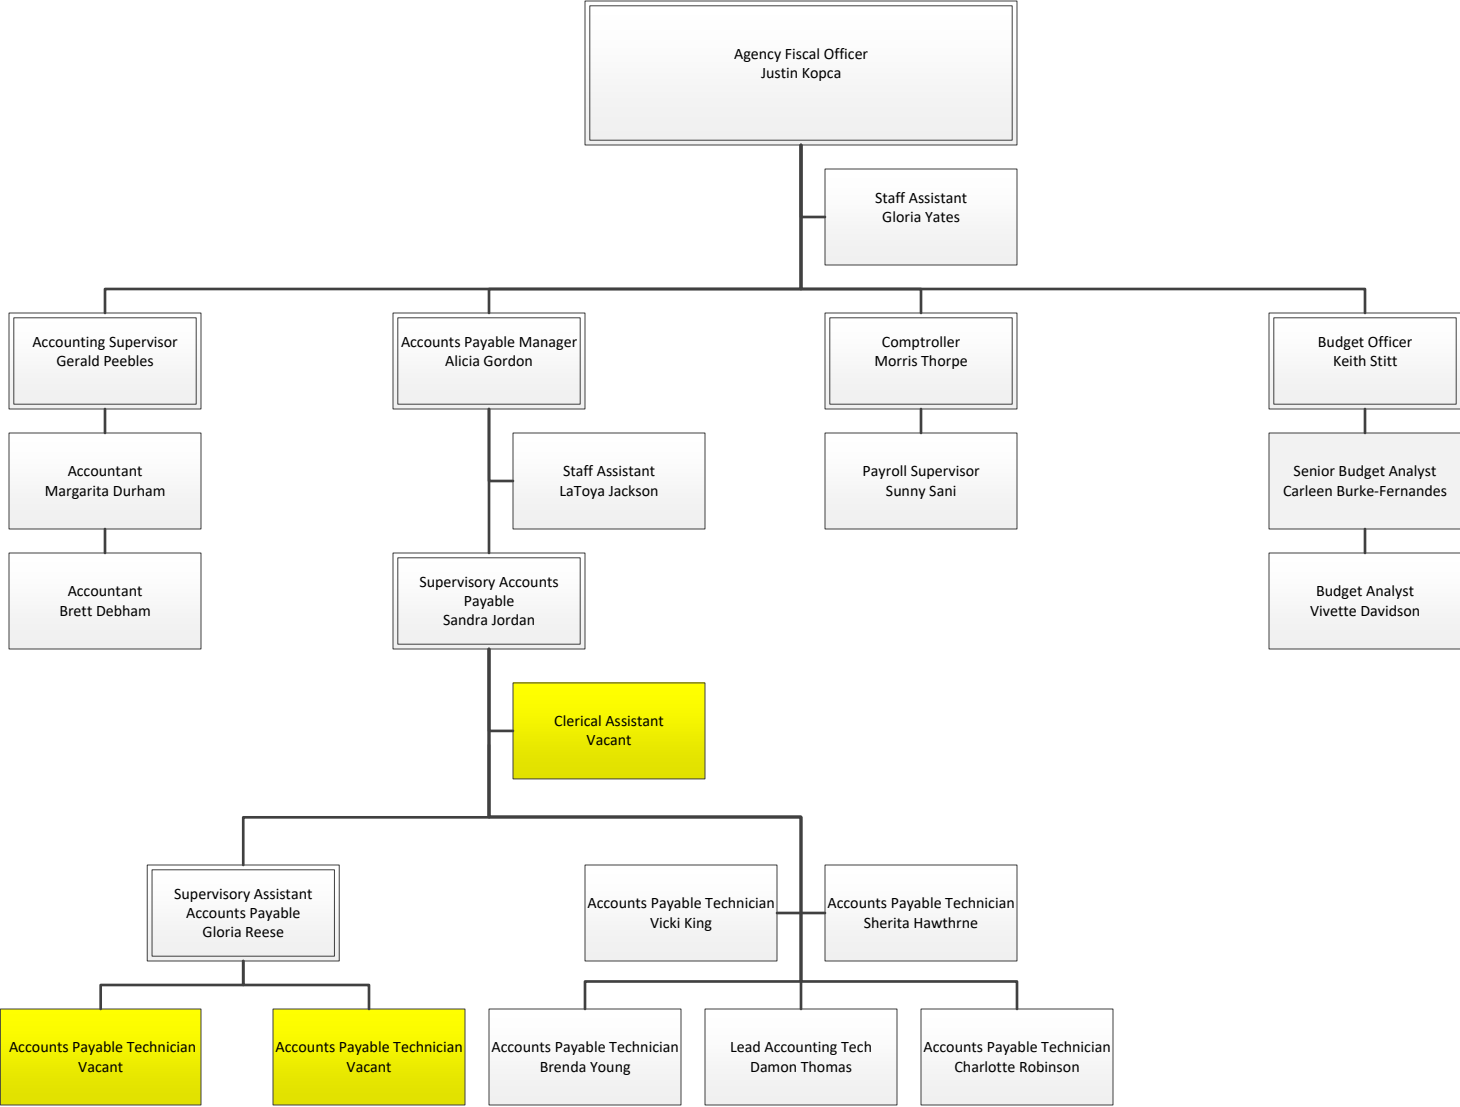 Agency Fiscal Officer
Justin Kopca
Staff Assistant
Gloria Yates
Accounting Supervisor
Gerald Peebles
Accounts Payable Manager
Alicia Gordon
Comptroller
Morris Thorpe
Budget Officer
Keith Stitt
Accountant
Margarita Durham
Staff Assistant
LaToya Jackson
Payroll Supervisor
Sunny Sani
Senior Budget Analyst
Carleen Burke-Fernandes
Accountant
Brett Debham
Supervisory Accounts
Payable
Sandra Jordan
Budget Analyst
Vivette Davidson
Clerical Assistant
Vacant
Supervisory Assistant
Accounts Payable
Gloria Reese
Accounts Payable Technician
Vicki King
Accounts Payable Technician
Sherita Hawthrne
Accounts Payable Technician
Vacant
Accounts Payable Technician
Vacant
Accounts Payable Technician
Brenda Young
Lead Accounting Tech
Damon Thomas
Accounts Payable Technician
Charlotte Robinson